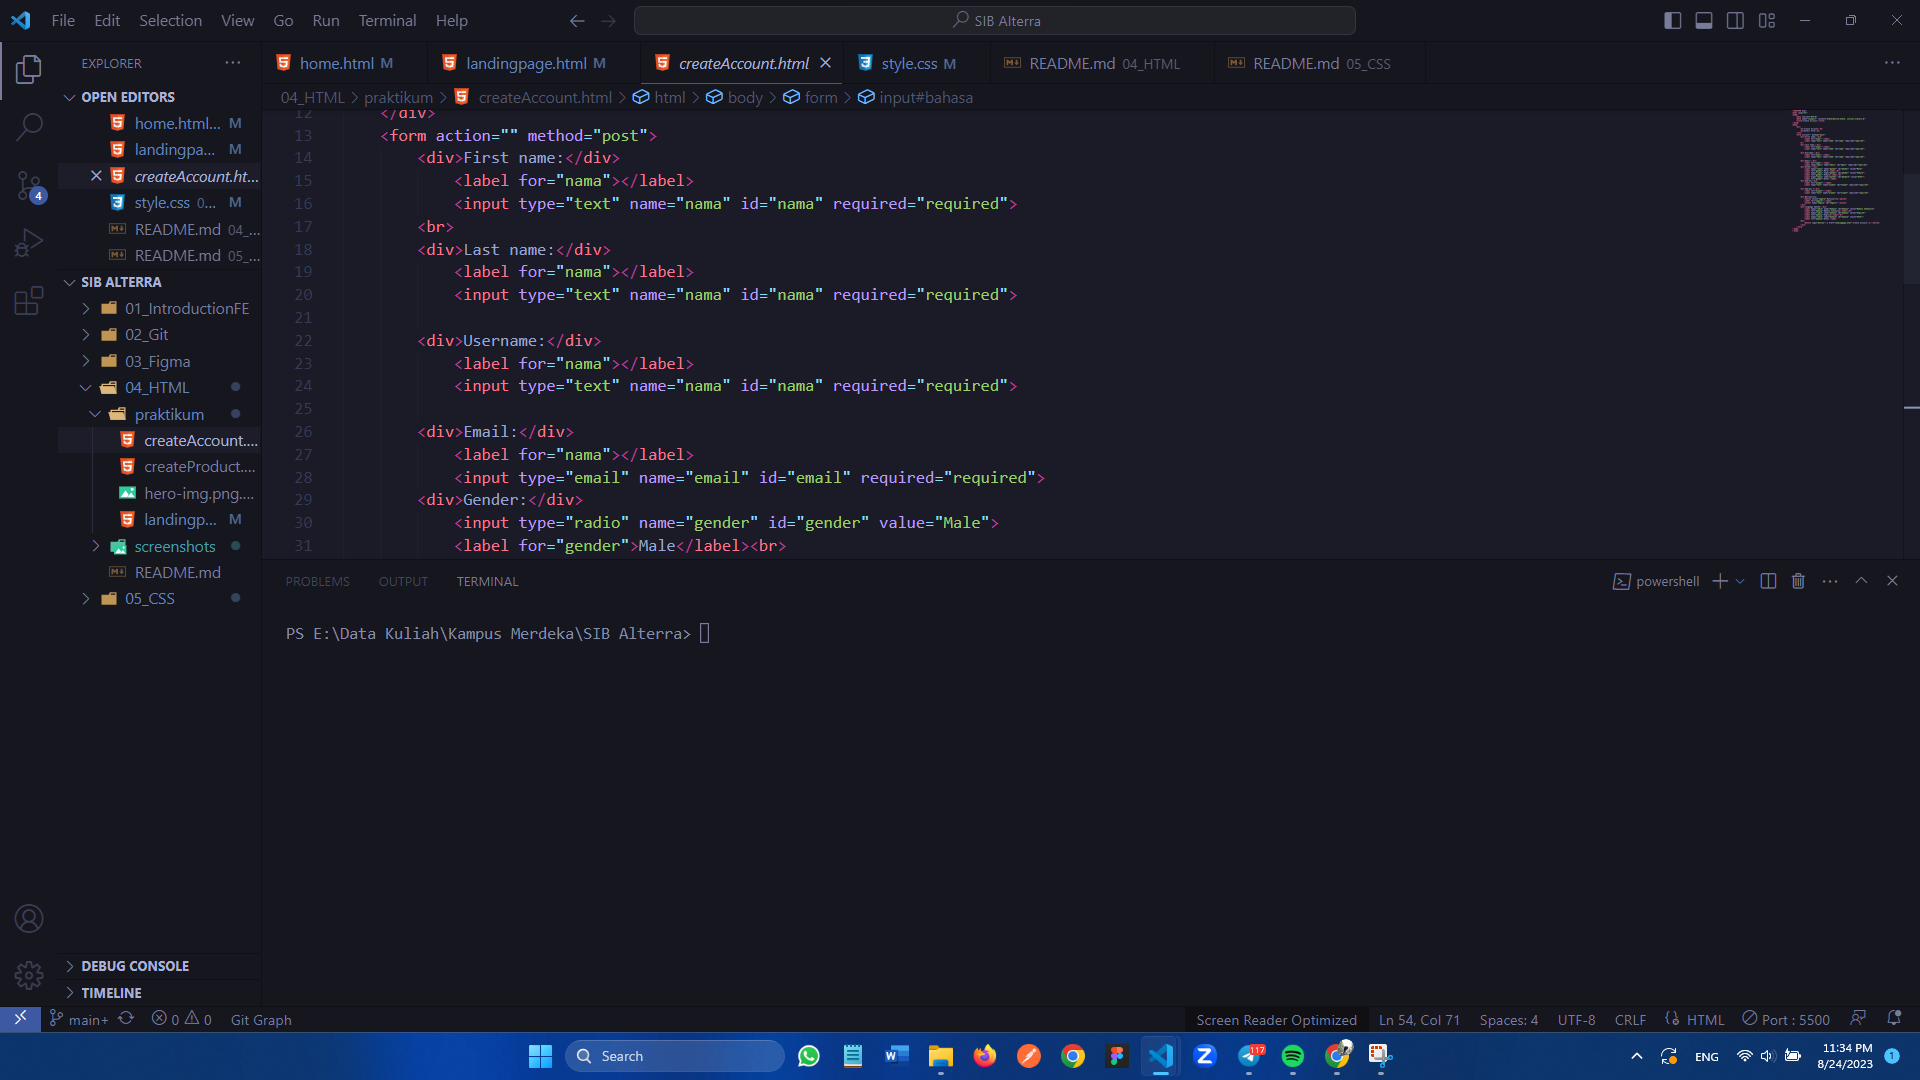 File Edit Selection View Go Run Terminal Help
SIB Alterra
EXPLORER
OPEN EDITORS
home.html... M
landingpa... M
createAccount.ht...
style.css 0... M
README.md 04_...
README.md 05_...
SIB ALTERRA
01_IntroductionFE
02_Git
03_Figma
04_HTML
praktikum
createAccount....
createProduct....
hero-img.png....
landingp... M
screenshots
README.md
05_CSS
DEBUG CONSOLE
TIMELINE
4
home.html M
landingpage.html M
createAccount.html
style.css M
README.md 04_HTML
README.md 05_CSS
04_HTML > praktikum > createAccount.html > html > body > form > input#bahasa
12 </div>
13 <form action="" method="post">
14 <div>First name:</div>
15 <label for="nama"></label>
16 <input type="text" name="nama" id="nama" required="required">
17 <br>
18 <div>Last name:</div>
19 <label for="nama"></label>
20 <input type="text" name="nama" id="nama" required="required">
21
22 <div>Username:</div>
23 <label for="nama"></label>
24 <input type="text" name="nama" id="nama" required="required">
25
26 <div>Email:</div>
27 <label for="nama"></label>
28 <input type="email" name="email" id="email" required="required">
29 <div>Gender:</div>
30 <input type="radio" name="gender" id="gender" value="Male">
31 <label for="gender">Male</label><br>
PROBLEMS OUTPUT TERMINAL
powershell
PS E:\Data Kuliah\Kampus Merdeka\SIB Alterra>
main+ 0 0 Git Graph
Screen Reader Optimized Ln 54, Col 71 Spaces: 4 UTF-8 CRLF HTML Port : 5500
Search
117
ENG
11:34 PM
8/24/2023
1